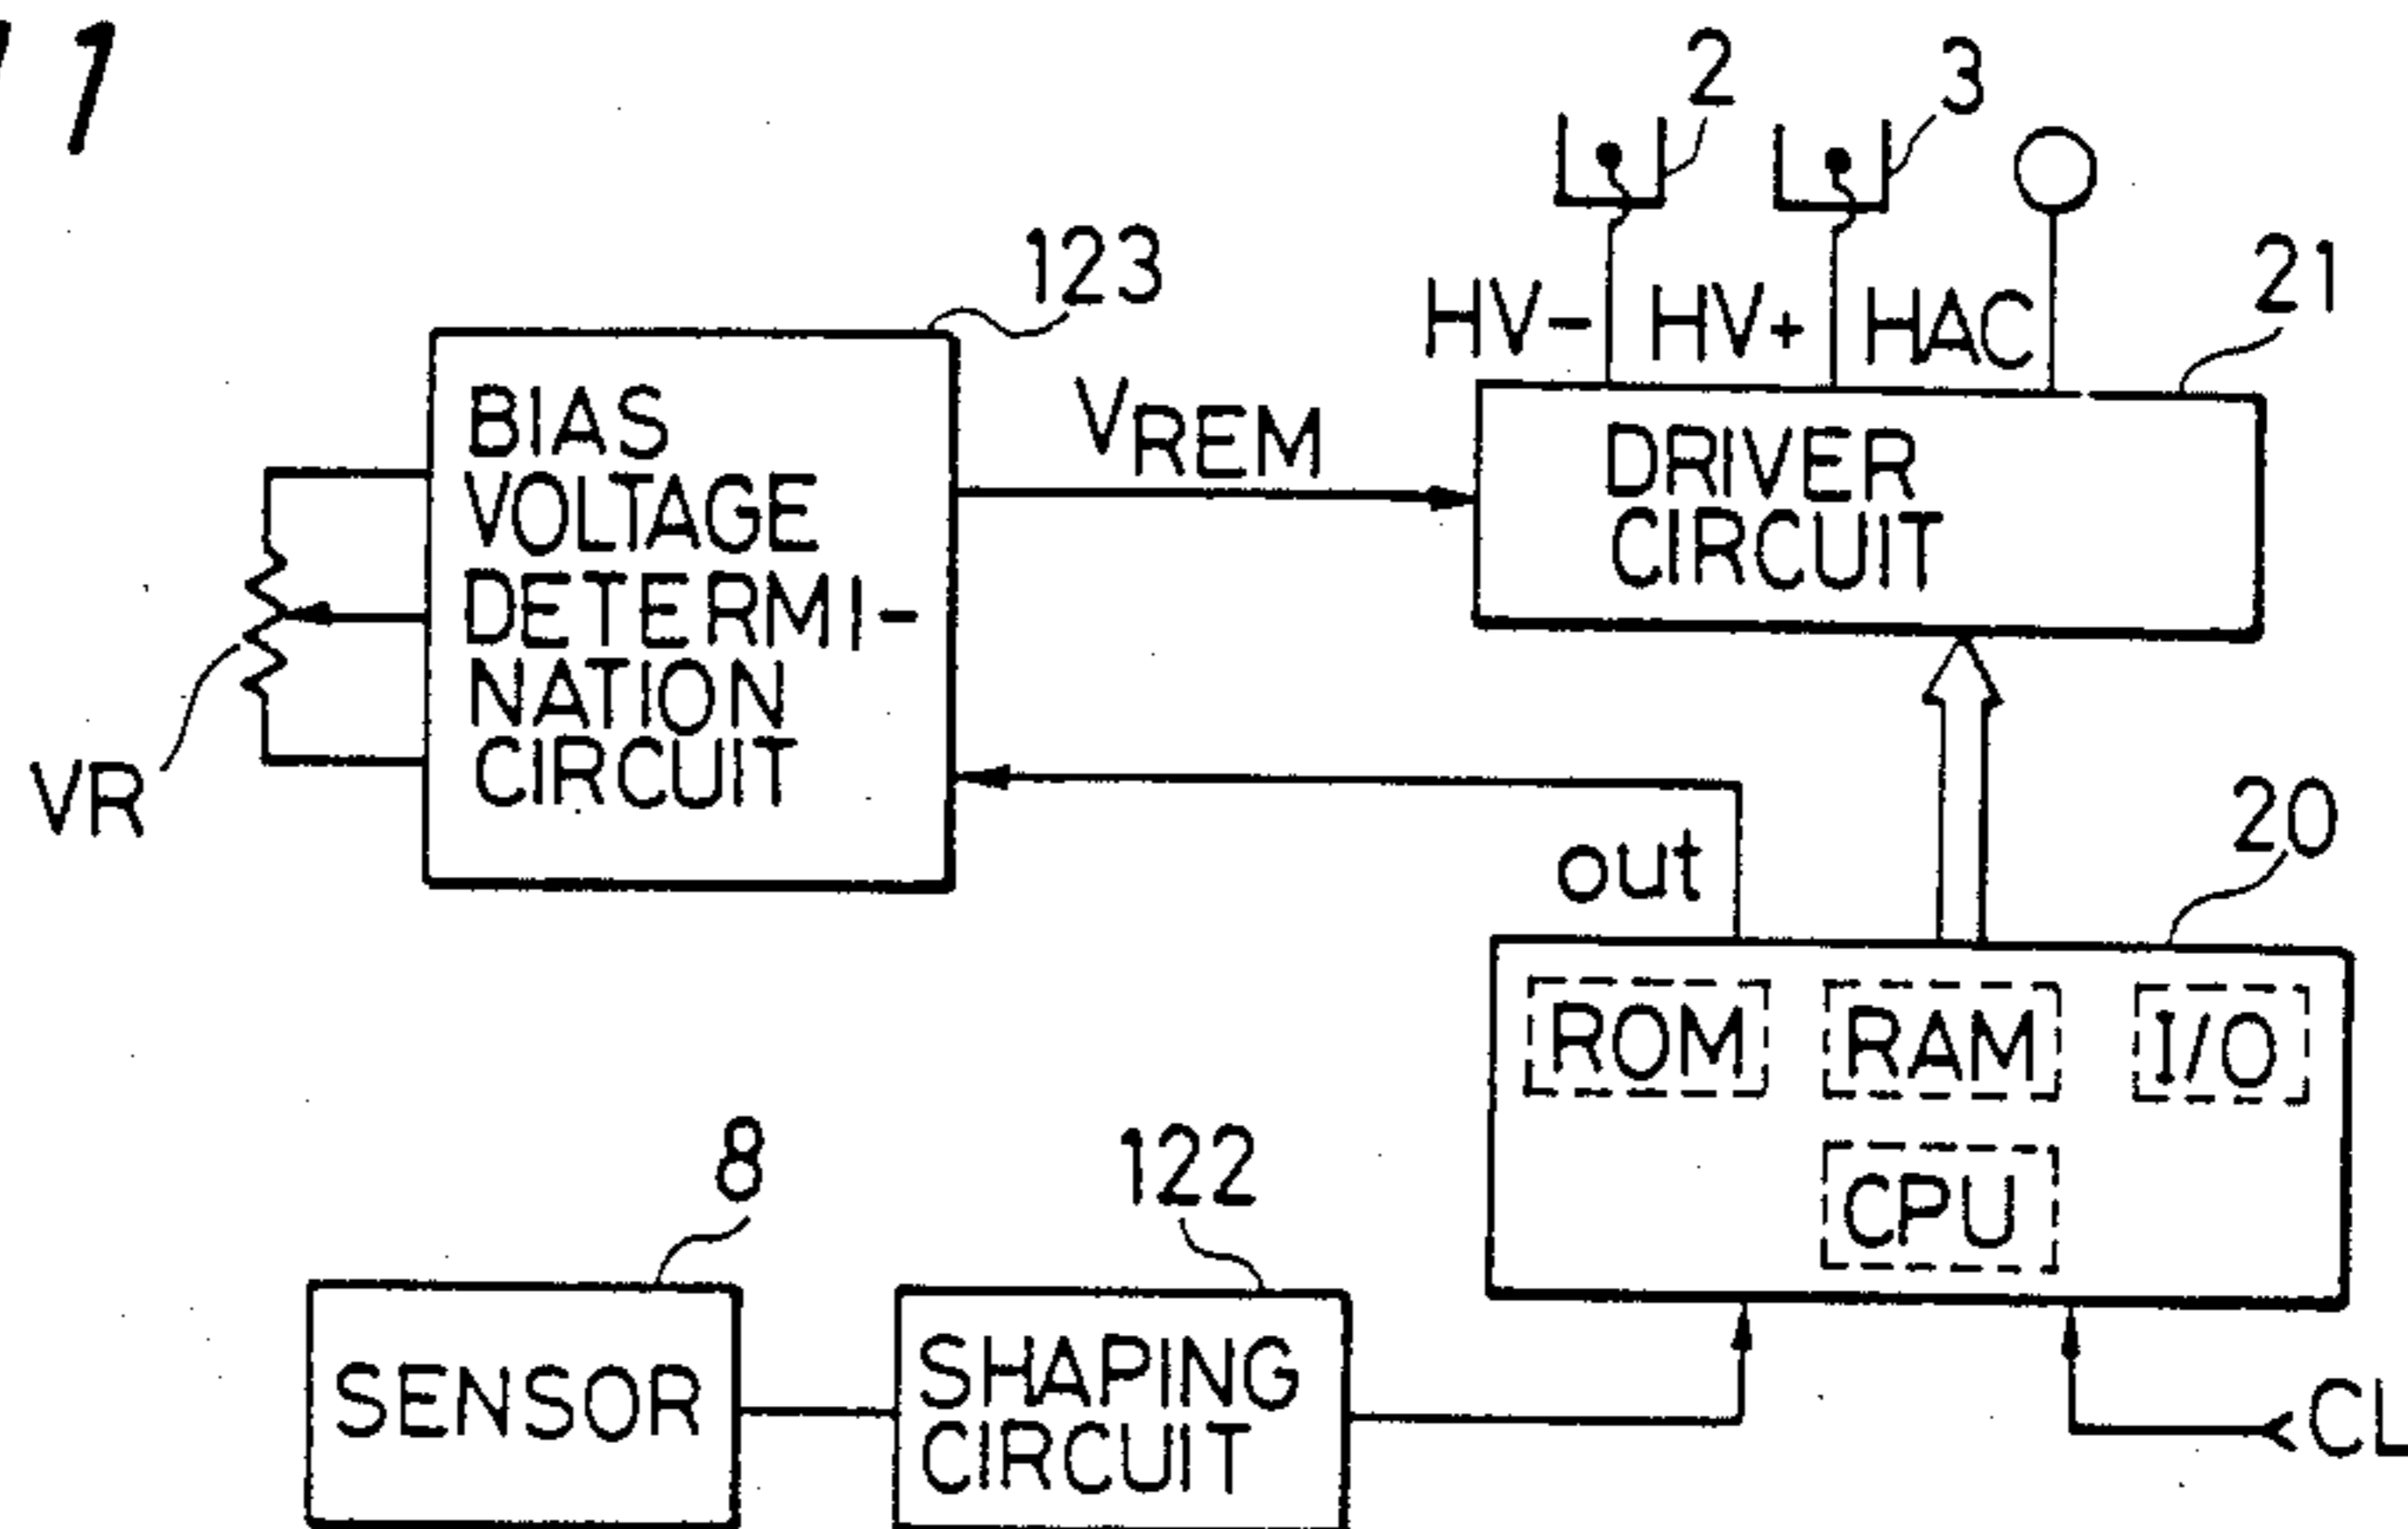 2
3
123
21
HV- HV+ HAC
BIAS
VOLTAGE
DETERMI-
NATION
CIRCUIT
VREM
DRIVER
CIRCUIT
VR
out
20
ROM RAM I/O
CPU
8
122
SENSOR
SHAPING
CIRCUIT
CL